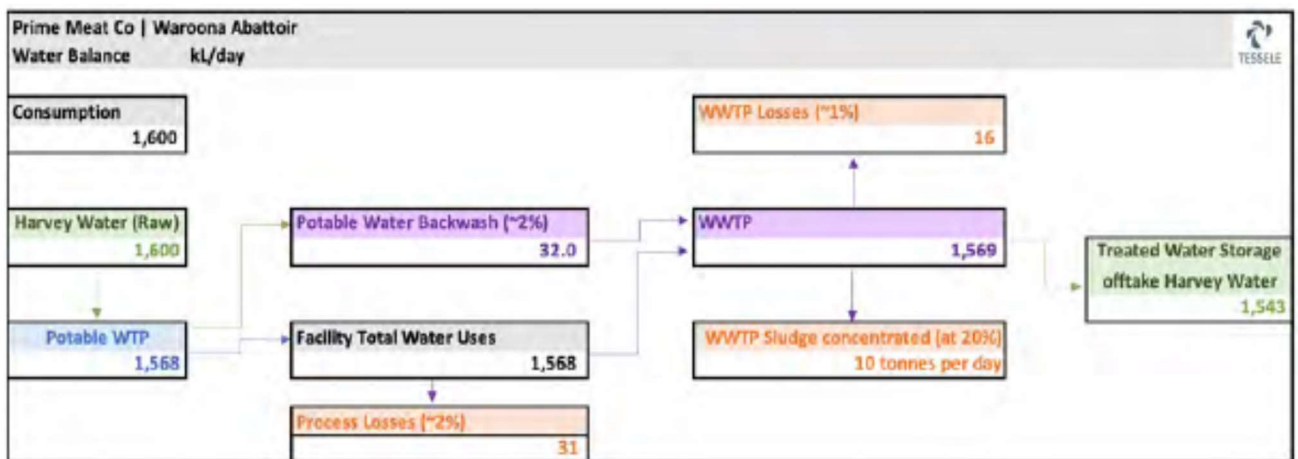 Prime Meat Co | Waroona Abattoir
Water Balance kL/day
TESSELE
Consumption
1,600
WWTP Losses (~1%)
16
Harvey Water (Raw)
1,600
Potable Water Backwash (~2%)
32.0
WWTP
1,569
Treated Water Storage
offtake Harvey Water
1,543
Potable WTP
1,568
Facility Total Water Uses
1,568
WWTP Sludge concentrated (at 20%)
10 tonnes per day
Process Losses (~2%)
31